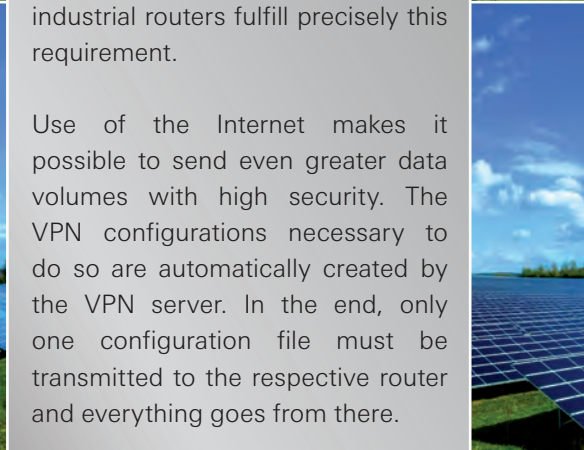 industrial routers fulfill precisely this
requirement.
Use of the Internet makes it
possible to send even greater data
volumes with high security. The
VPN configurations necessary to
do so are automatically created by
the VPN server. In the end, only
one configuration file must be
transmitted to the respective router
and everything goes from there.